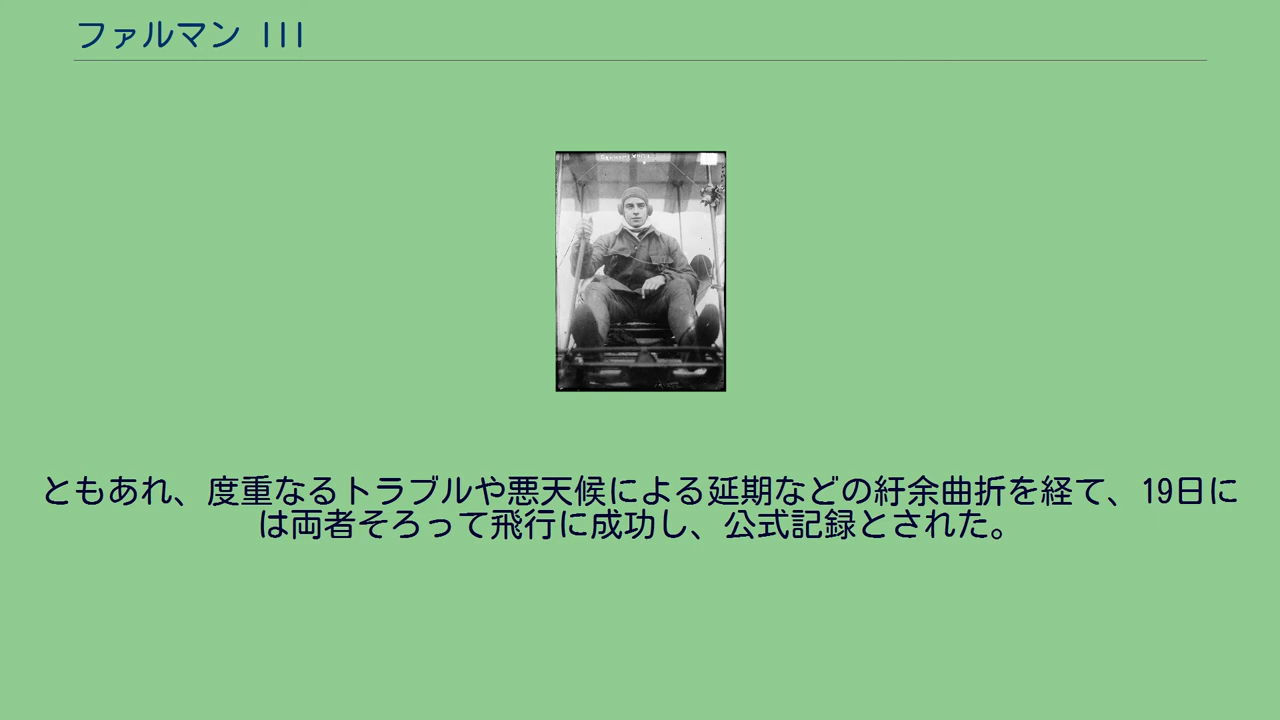 ファルマン III
ともあれ、度重なるトラブルや悪天候による延期などの紆余曲折を経て、19日に
は両者そろって飛行に成功し、公式記録とされた。